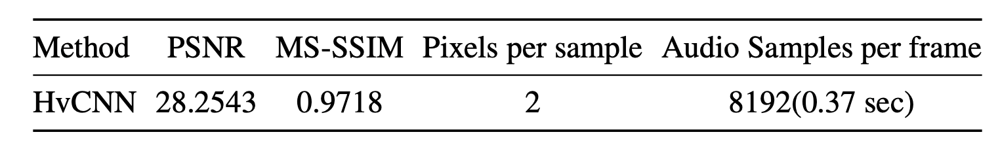 Method PSNR MS-SSIM Pixels per sample Audio Samples per frame
HvCNN 28.2543 0.9718 2 8192(0.37 sec)